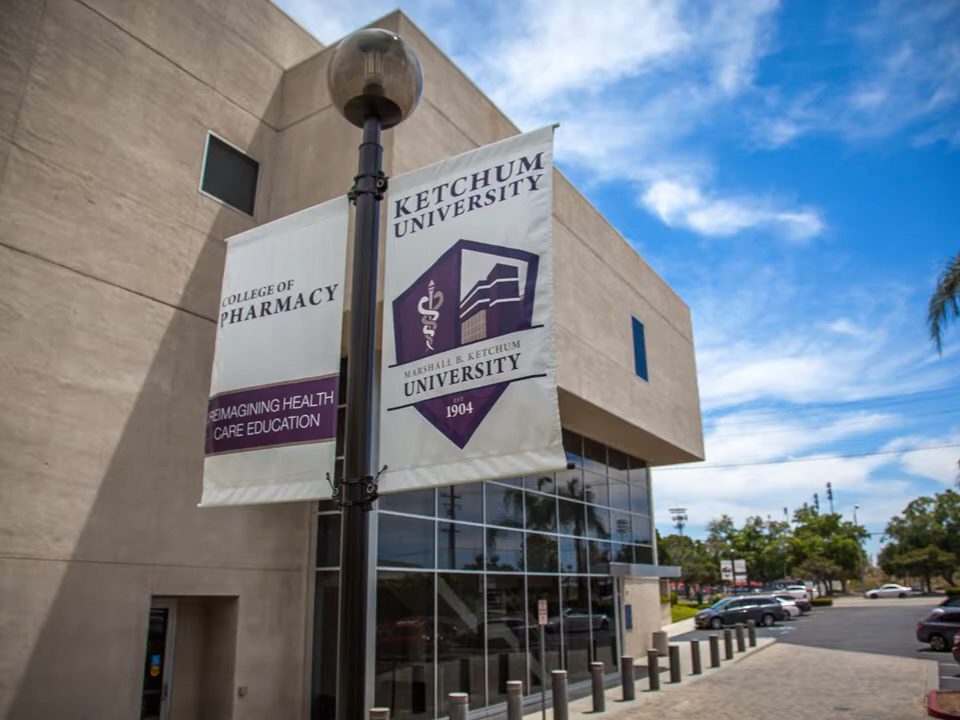 COLLEGE OF
PHARMACY
REIMAGINING HEALTH
CARE EDUCATION
KETCHUM
UNIVERSITY
MARSHALL B. KETCHUM
UNIVERSITY
EST
1904